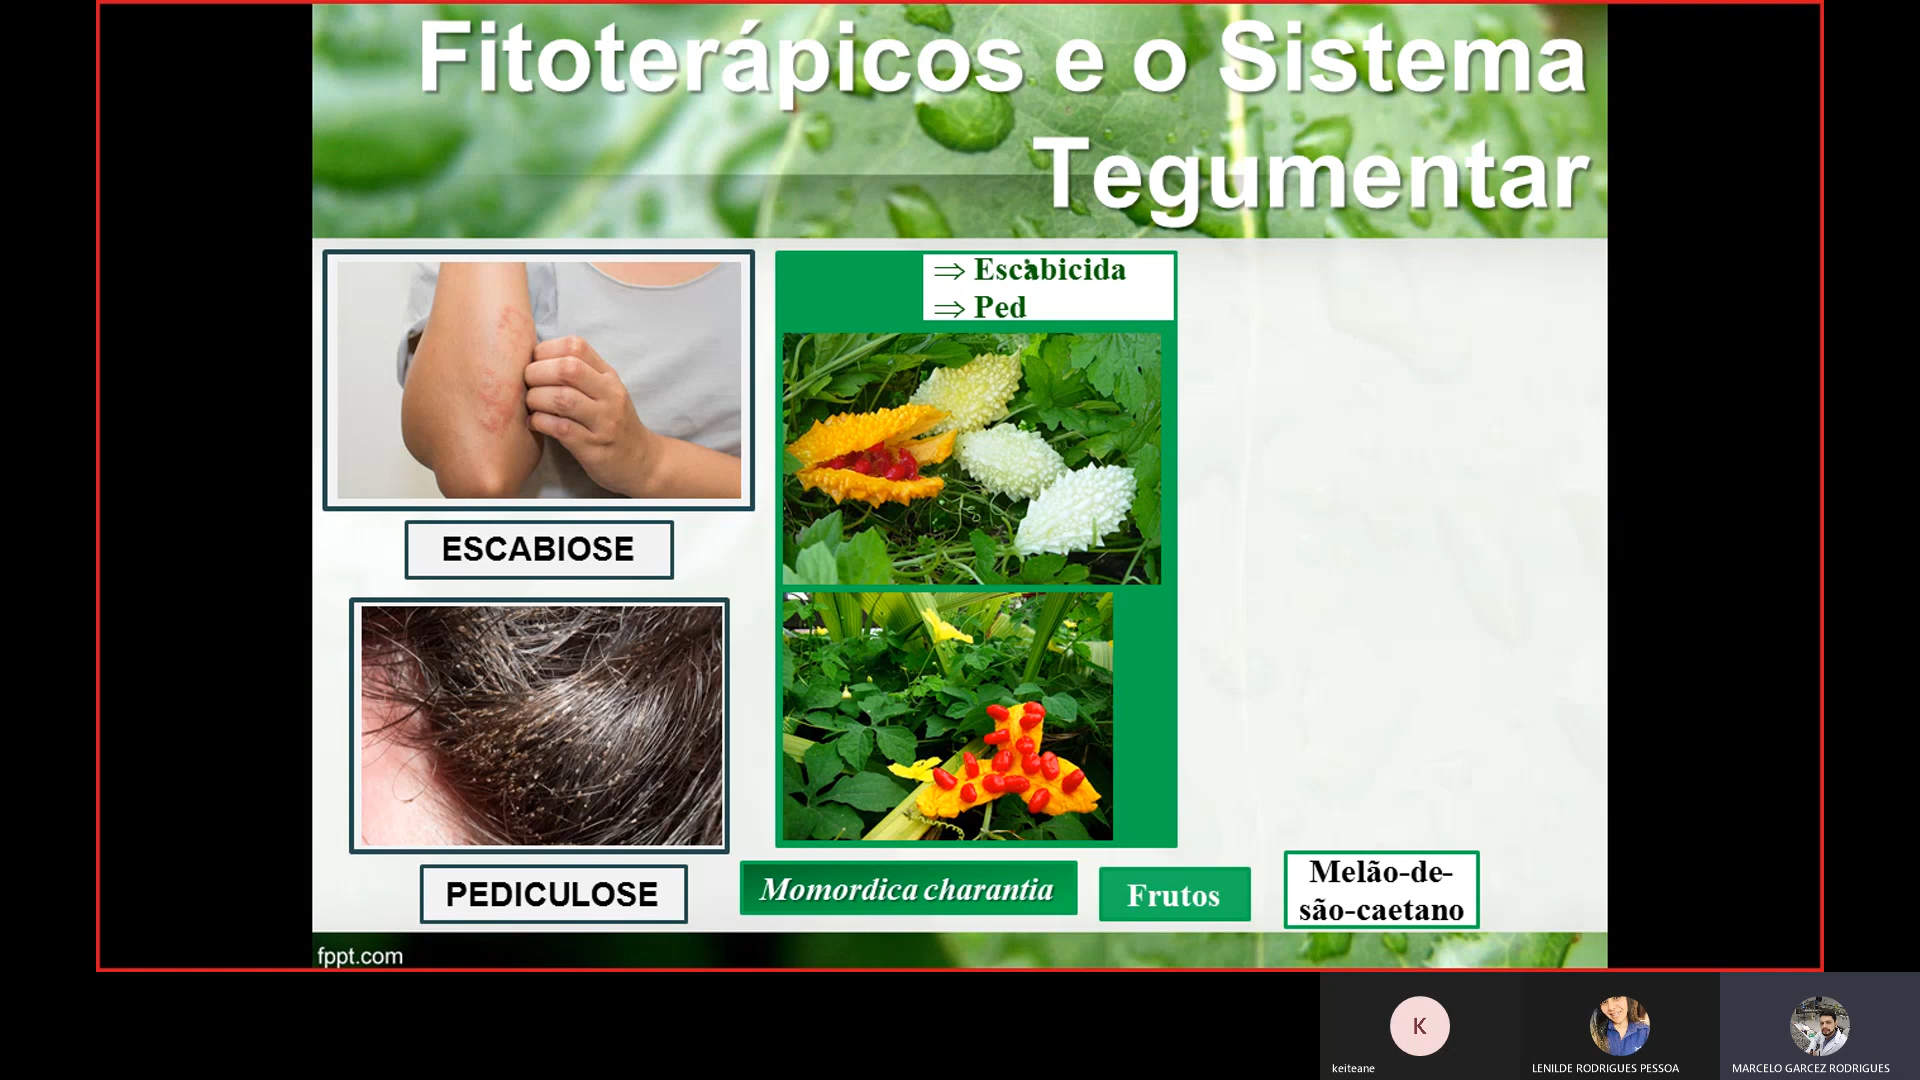 Fitoterápicos e o Sistema
Tegumentar
⇒ Escabicida
⇒ Ped
ESCABIOSE
PEDICULOSE
Momordica charantia
Frutos
Melão-de-
são-caetano
fppt.com
K
keiteane
LENILDE RODRIGUES PESSOA
MARCELO GARCEZ RODRIGUES